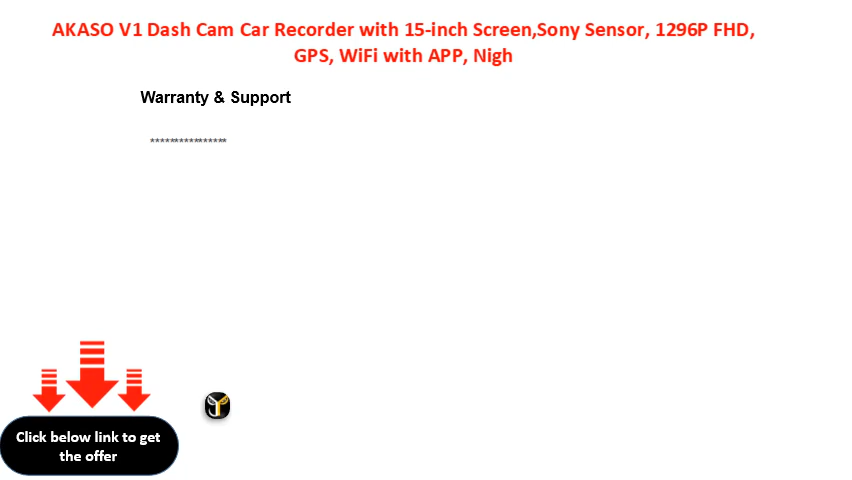 AKASO V1 Dash Cam Car Recorder with 15-inch Screen,Sony Sensor, 1296P FHD,
GPS, WiFi with APP, Nigh
Warranty & Support
****************
Click below link to get
the offer